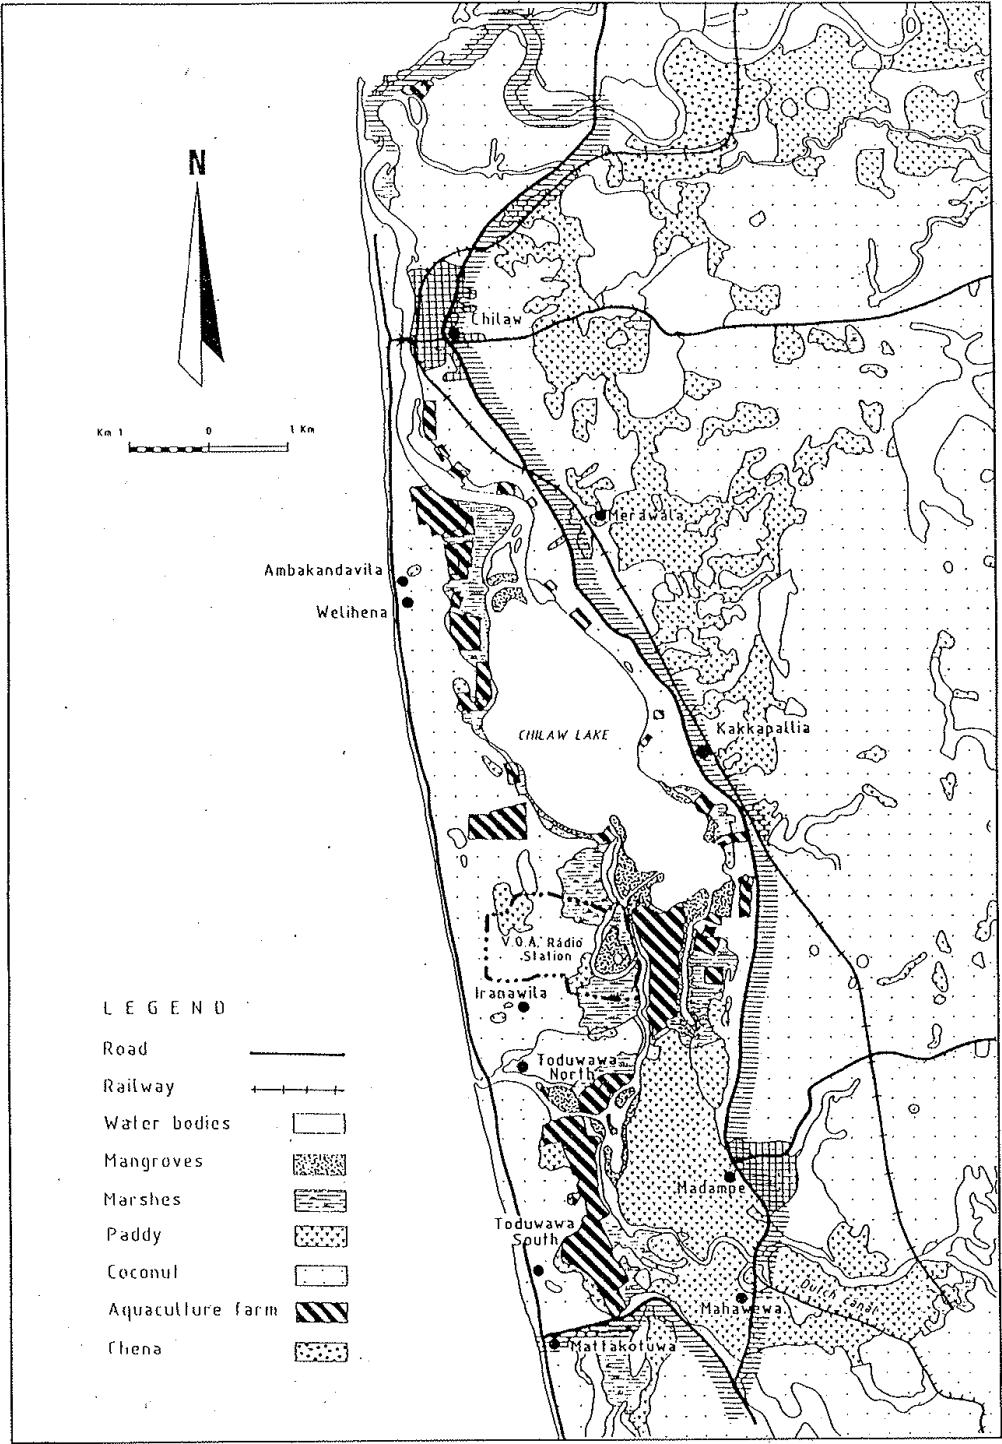 N
Chilaw
Km 1 0 1 Km
Merawala
Ambakandavila
Welihena
CHILAW LAKE
Kakkapallia
V.O.A. Radio
Station
Iranawila
LEGEND
Road
Railway
Water bodies
Mangroves
Marshes
Paddy
Coconut
Aquaculture farm
Chena
Toduwawa
North
Madampe
Toduwawa
South
Dutch Canal
Mahawewa
Mattakotuwa